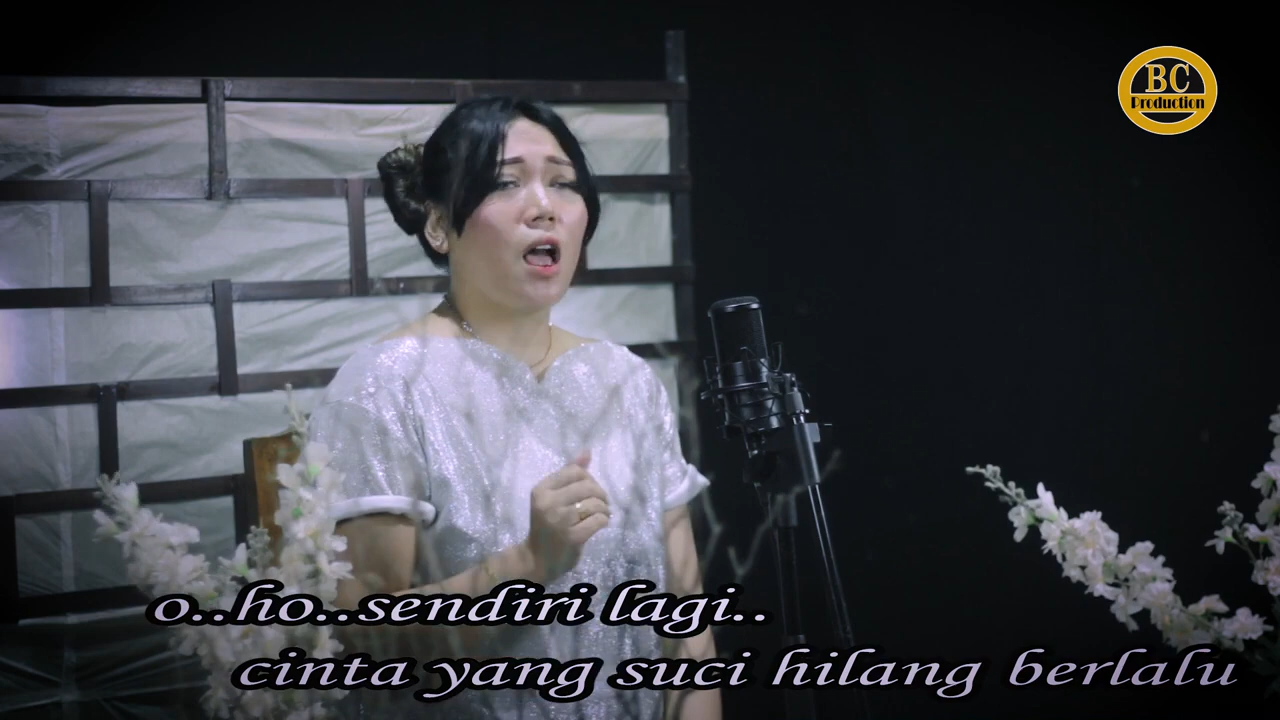 BC
Production
o..ho..sendiri lagi..
cinta yang suci hilang berlalu